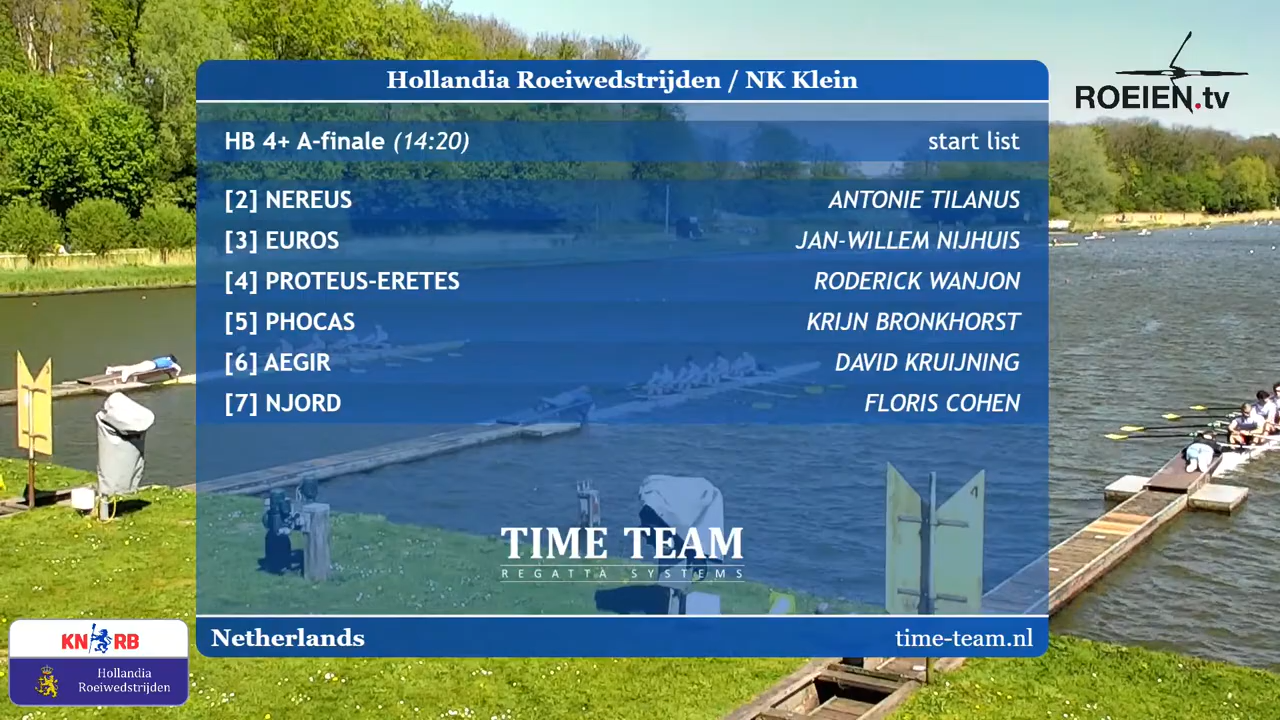 Hollandia Roeiwedstrijden / NK Klein
ROEIEN.tv
HB 4+ A-finale (14:20) start list
[2] NEREUS ANTONIE TILANUS
[3] EUROS JAN-WILLEM NIJHUIS
[4] PROTEUS-ERETES RODERICK WANJON
[5] PHOCAS KRIJN BRONKHORST
[6] AEGIR DAVID KRUIJNING
[7] NJORD FLORIS COHEN
4
TIME TEAM
REGATTA SYSTEMS
Netherlands time-team.nl
KNRB
Hollandia
Roeiwedstrijden